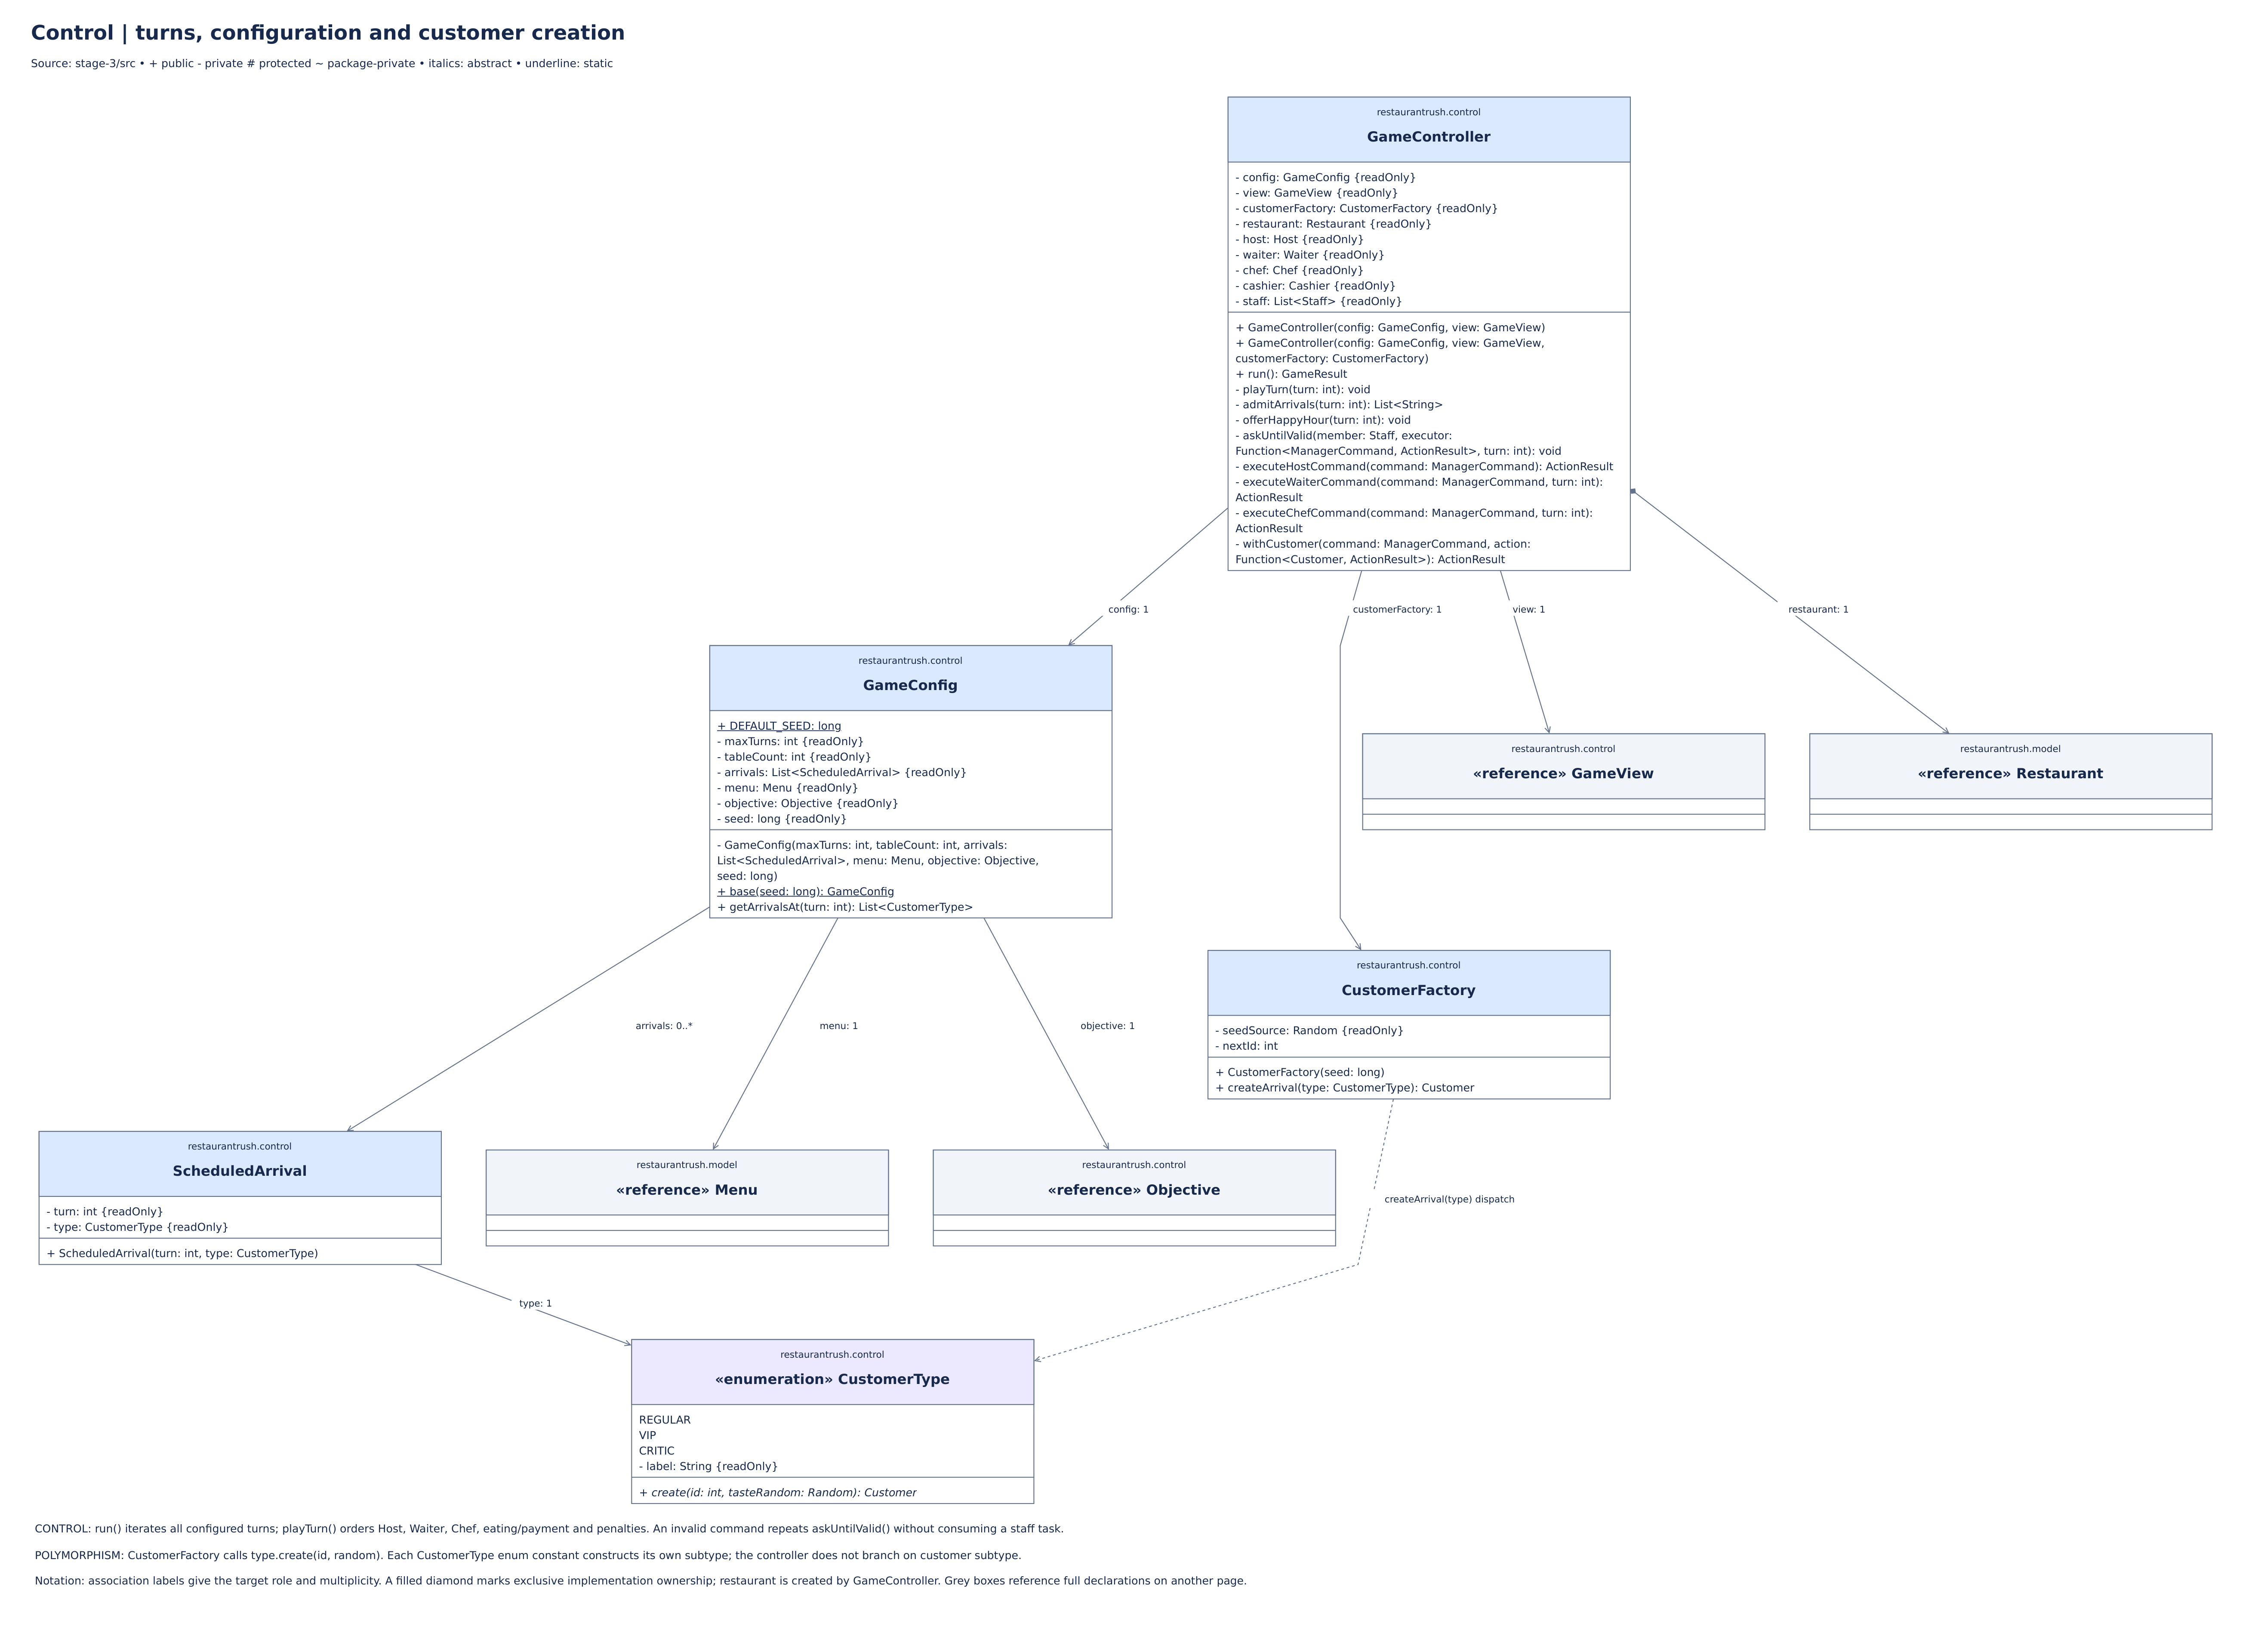 Control | turns, configuration and customer creation
Source: stage-3/src • + public - private # protected ~ package-private • italics: abstract • underline: static
restaurantrush.control
GameController
- config: GameConfig {readOnly}
- view: GameView {readOnly}
- customerFactory: CustomerFactory {readOnly}
- restaurant: Restaurant {readOnly}
- host: Host {readOnly}
- waiter: Waiter {readOnly}
- chef: Chef {readOnly}
- cashier: Cashier {readOnly}
- staff: List<Staff> {readOnly}
+ GameController(config: GameConfig, view: GameView)
+ GameController(config: GameConfig, view: GameView,
customerFactory: CustomerFactory)
+ run(): GameResult
- playTurn(turn: int): void
- admitArrivals(turn: int): List<String>
- offerHappyHour(turn: int): void
- askUntilValid(member: Staff, executor:
Function<ManagerCommand, ActionResult>, turn: int): void
- executeHostCommand(command: ManagerCommand): ActionResult
- executeWaiterCommand(command: ManagerCommand, turn: int):
ActionResult
- executeChefCommand(command: ManagerCommand, turn: int):
ActionResult
- withCustomer(command: ManagerCommand, action:
Function<Customer, ActionResult>): ActionResult
config: 1
customerFactory: 1
view: 1
restaurant: 1
restaurantrush.control
GameConfig
+ DEFAULT_SEED: long
- maxTurns: int {readOnly}
- tableCount: int {readOnly}
- arrivals: List<ScheduledArrival> {readOnly}
- menu: Menu {readOnly}
- objective: Objective {readOnly}
- seed: long {readOnly}
- GameConfig(maxTurns: int, tableCount: int, arrivals:
List<ScheduledArrival>, menu: Menu, objective: Objective,
seed: long)
+ base(seed: long): GameConfig
+ getArrivalsAt(turn: int): List<CustomerType>
restaurantrush.control
«reference» GameView
restaurantrush.model
«reference» Restaurant
restaurantrush.control
CustomerFactory
- seedSource: Random {readOnly}
- nextId: int
+ CustomerFactory(seed: long)
+ createArrival(type: CustomerType): Customer
arrivals: 0..*
menu: 1
objective: 1
restaurantrush.control
ScheduledArrival
- turn: int {readOnly}
- type: CustomerType {readOnly}
+ ScheduledArrival(turn: int, type: CustomerType)
restaurantrush.model
«reference» Menu
restaurantrush.control
«reference» Objective
createArrival(type) dispatch
type: 1
restaurantrush.control
«enumeration» CustomerType
REGULAR
VIP
CRITIC
- label: String {readOnly}
+ create(id: int, tasteRandom: Random): Customer
CONTROL: run() iterates all configured turns; playTurn() orders Host, Waiter, Chef, eating/payment and penalties. An invalid command repeats askUntilValid() without consuming a staff task.
POLYMORPHISM: CustomerFactory calls type.create(id, random). Each CustomerType enum constant constructs its own subtype; the controller does not branch on customer subtype.
Notation: association labels give the target role and multiplicity. A filled diamond marks exclusive implementation ownership; restaurant is created by GameController. Grey boxes reference full declarations on another page.